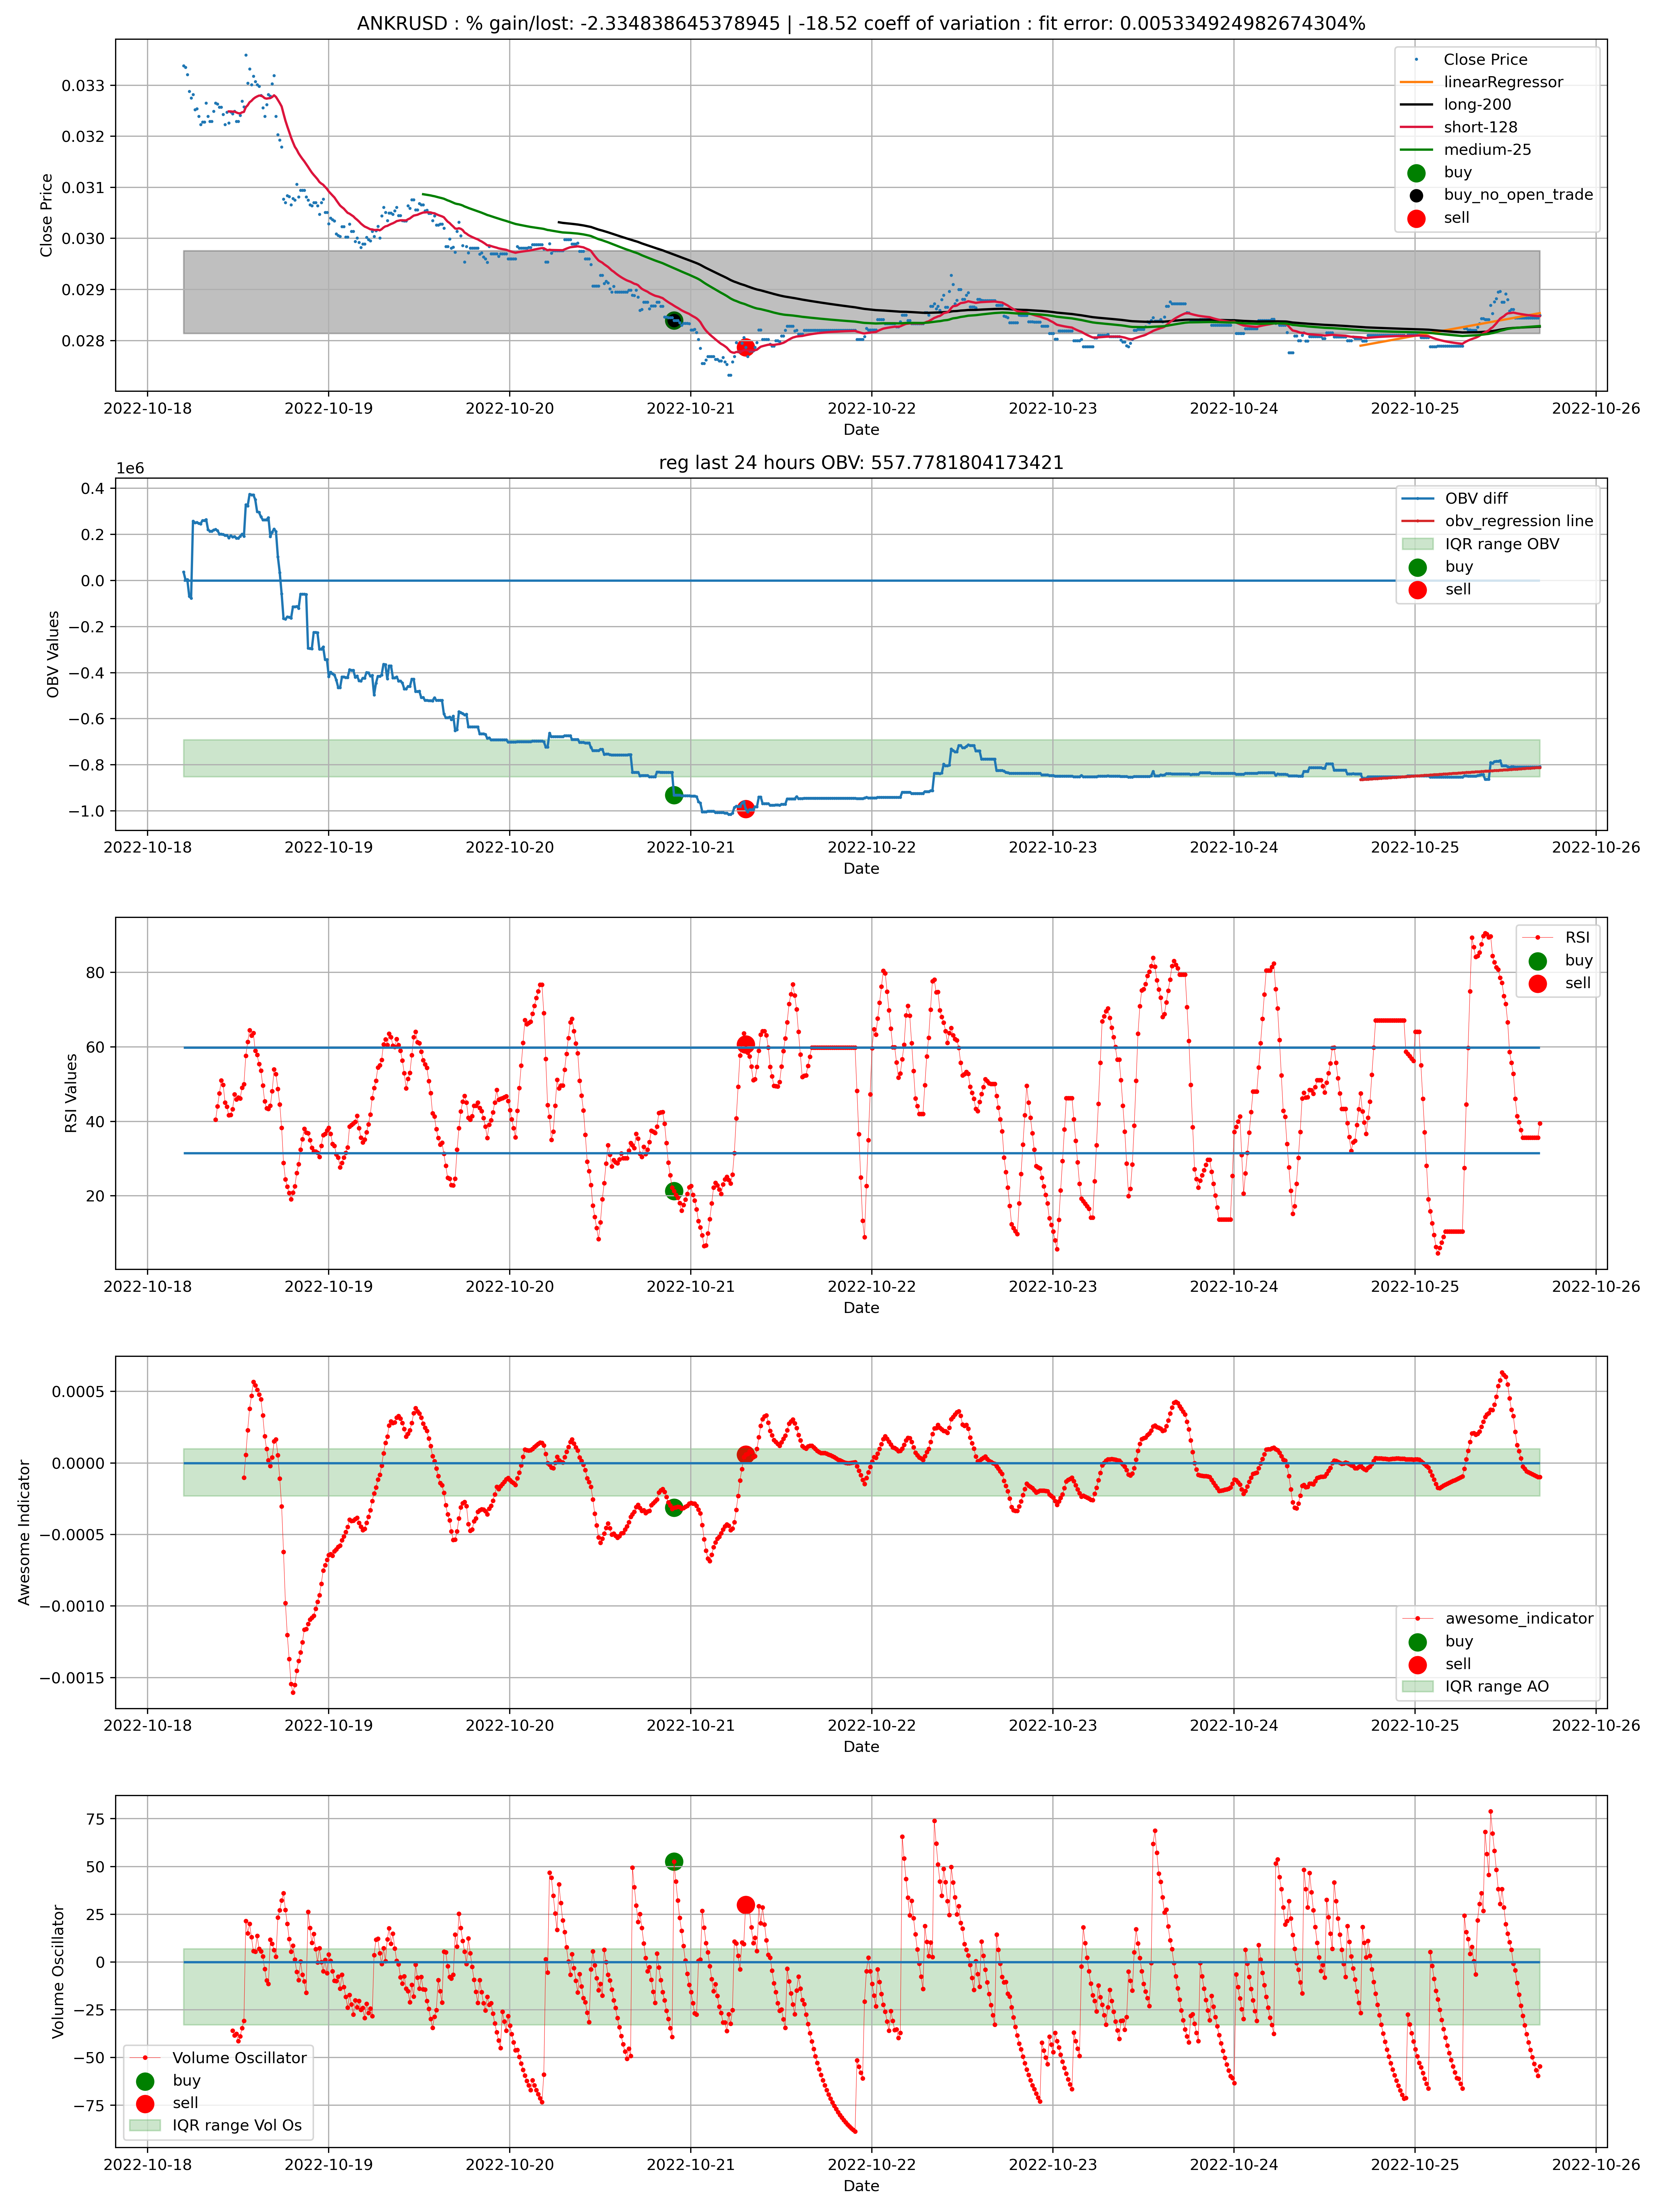 ANKRUSD : % gain/lost: -2.334838645378945 | -18.52 coeff of variation : fit error: 0.005334924982674304%
Close Price
0.033
0.032
0.031
0.030
0.029
0.028
Close Price
linearRegressor
long-200
short-128
medium-25
buy
buy_no_open_trade
sell
2022-10-18 2022-10-19 2022-10-20 2022-10-21 2022-10-22 2022-10-23 2022-10-24 2022-10-25 2022-10-26
Date
reg last 24 hours OBV: 557.7781804173421
1e6
OBV Values
0.4
0.2
0.0
−0.2
−0.4
−0.6
−0.8
−1.0
OBV diff
obv_regression line
IQR range OBV
buy
sell
2022-10-18 2022-10-19 2022-10-20 2022-10-21 2022-10-22 2022-10-23 2022-10-24 2022-10-25 2022-10-26
Date
RSI Values
80
60
40
20
RSI
buy
sell
2022-10-18 2022-10-19 2022-10-20 2022-10-21 2022-10-22 2022-10-23 2022-10-24 2022-10-25 2022-10-26
Date
Awesome Indicator
0.0005
0.0000
−0.0005
−0.0010
−0.0015
awesome_indicator
buy
sell
IQR range AO
2022-10-18 2022-10-19 2022-10-20 2022-10-21 2022-10-22 2022-10-23 2022-10-24 2022-10-25 2022-10-26
Date
Volume Oscillator
75
50
25
0
−25
−50
−75
Volume Oscillator
buy
sell
IQR range Vol Os
2022-10-18 2022-10-19 2022-10-20 2022-10-21 2022-10-22 2022-10-23 2022-10-24 2022-10-25 2022-10-26
Date